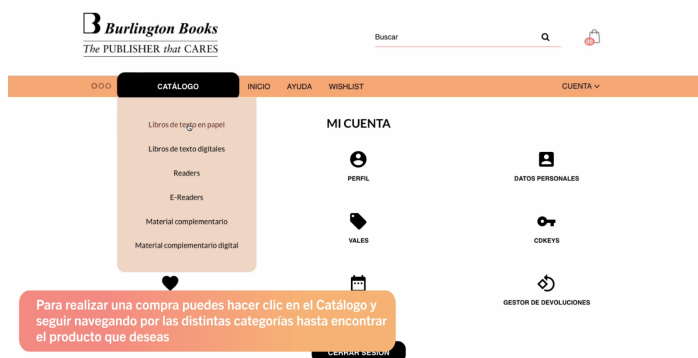 Burlington Books
The PUBLISHER that CARES
Buscar
CATÁLOGO
INICIO
AYUDA
WISHLIST
CUENTA
Libros de texto en papel
Libros de texto digitales
Readers
E-Readers
Material complementario
Material complementario digital
MI CUENTA
PERFIL
DATOS PERSONALES
VALES
CDKEYS
GESTOR DE DEVOLUCIONES
Para realizar una compra puedes hacer clic en el Catálogo y
seguir navegando por las distintas categorías hasta encontrar
el producto que deseas
CERRAR SESIÓN